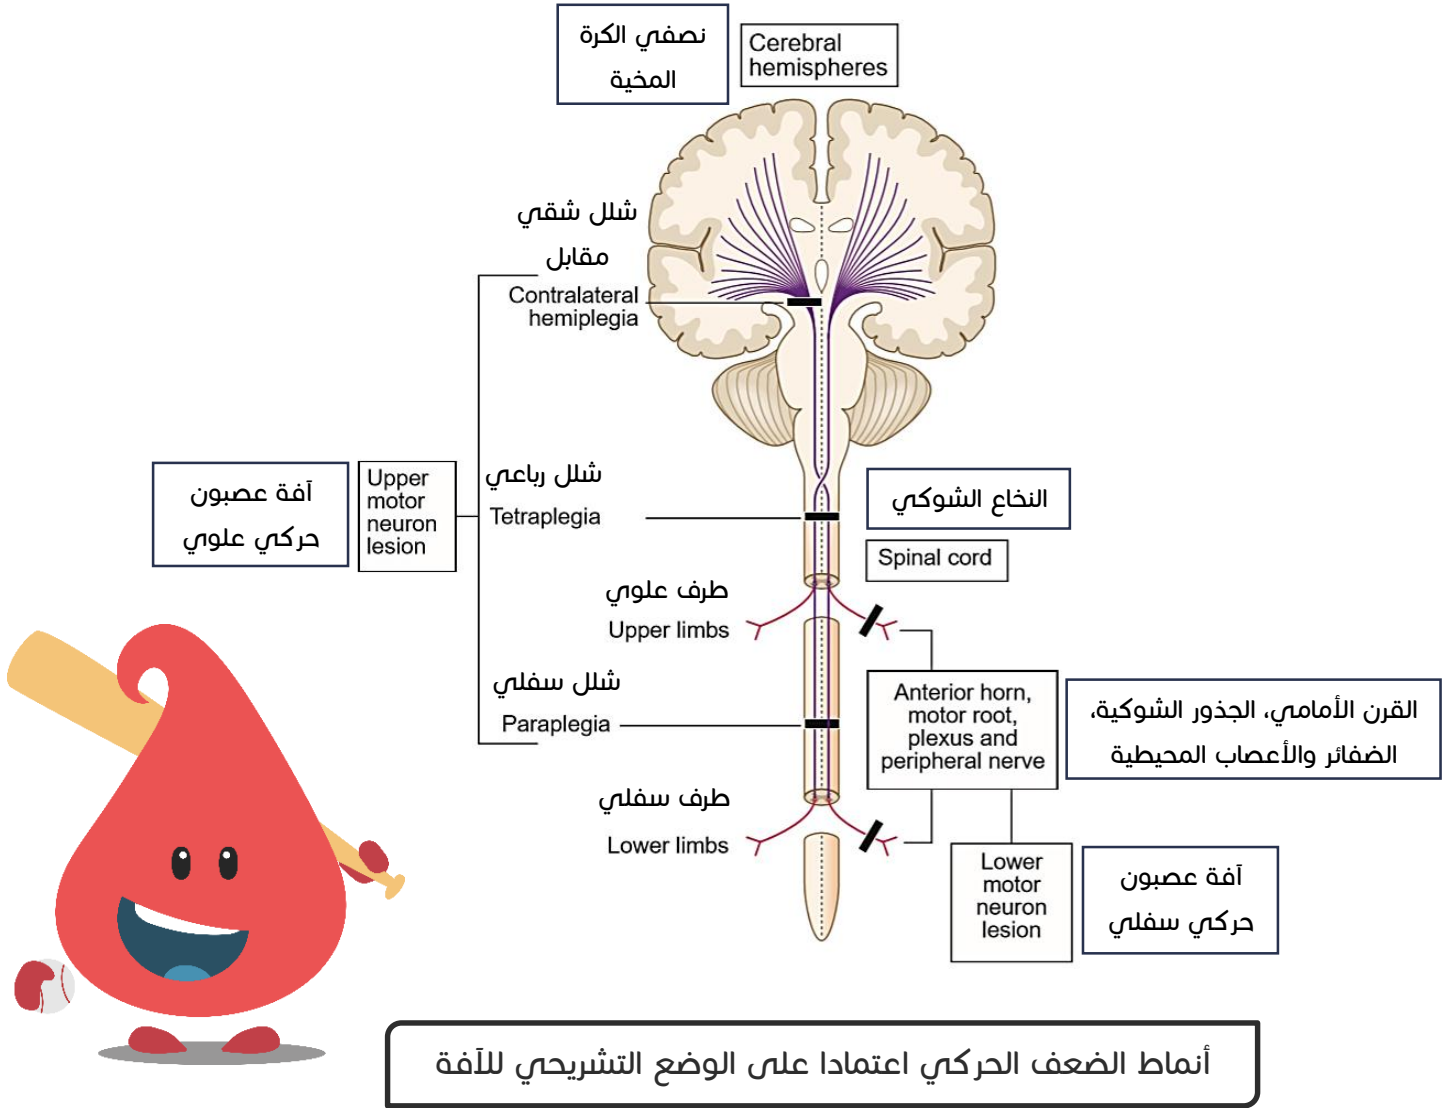 نصفي الكرة
المخية
Cerebral
hemispheres
شلل شقي
مقابل
Contralateral
hemiplegia
آفة عصبون
حركي علوي
Upper
motor
neuron
lesion
شلل رباعي
Tetraplegia
النخاع الشوكي
Spinal cord
طرف علوي
Upper limbs
شلل سفلي
Paraplegia
Anterior horn,
motor root,
plexus and
peripheral nerve
القرن الأمامي، الجذور الشوكية،
الضفائر والأعصاب المحيطية
طرف سفلي
Lower limbs
Lower
motor
neuron
lesion
آفة عصبون
حركي سفلي
أنماط الضعف الحركي اعتمادا على الوضع التشريحي للآفة